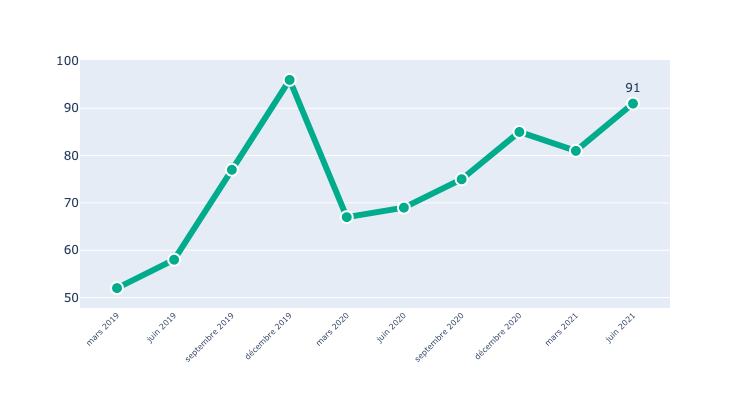 100
90
80
70
60
50
91
mars 2019
juin 2019
septembre 2019
décembre 2019
mars 2020
juin 2020
septembre 2020
décembre 2020
mars 2021
juin 2021